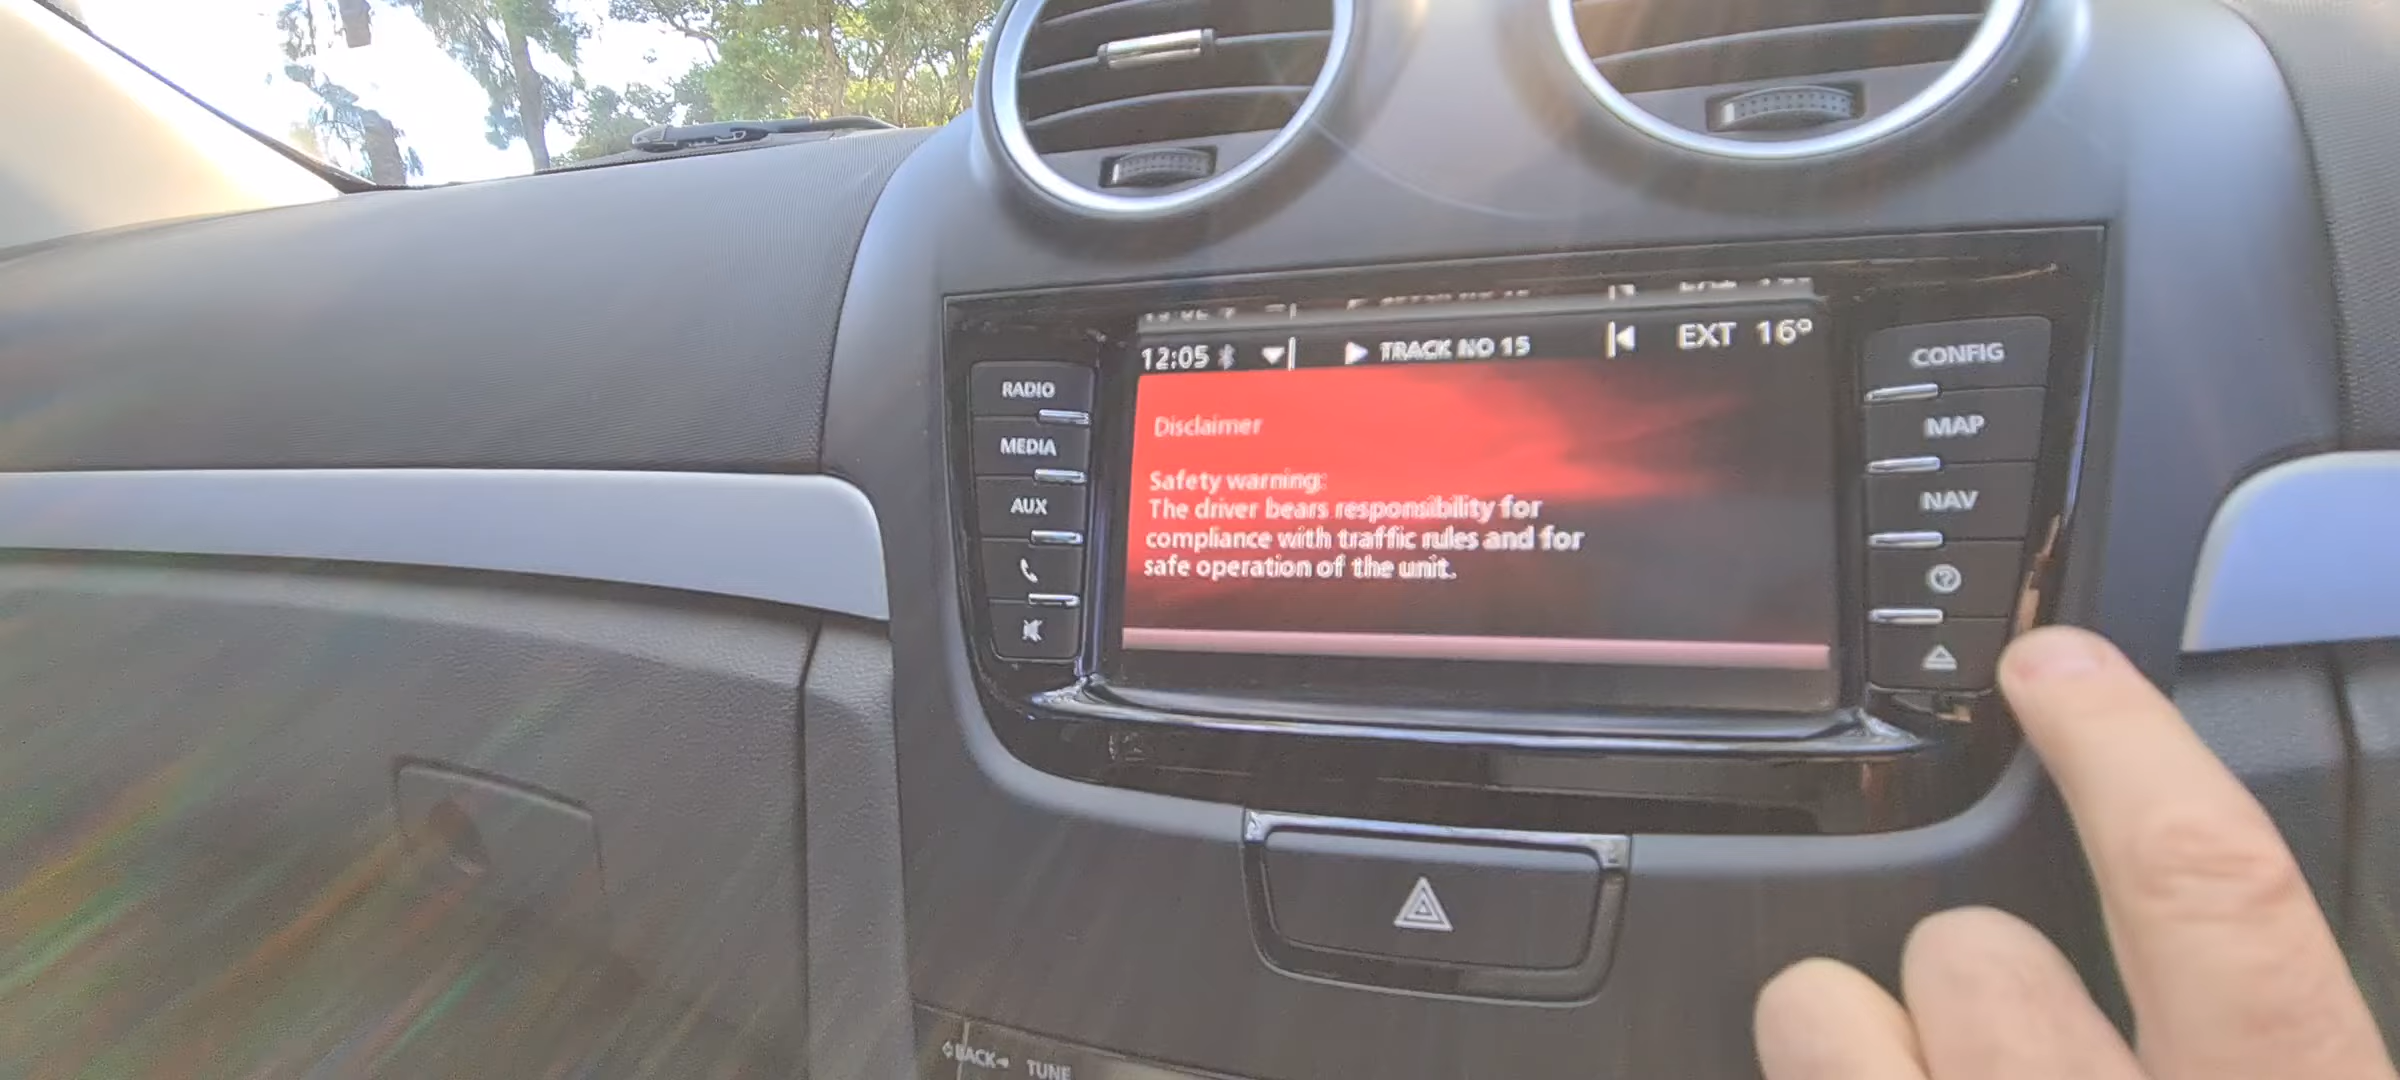 12:05 TRACK NO 15 EXT 16°
RADIO
MEDIA
AUX
Disclaimer
Safety warning:
The driver bears responsibility for
compliance with traffic rules and for
safe operation of the unit.
CONFIG
MAP
NAV
BACK TUNE